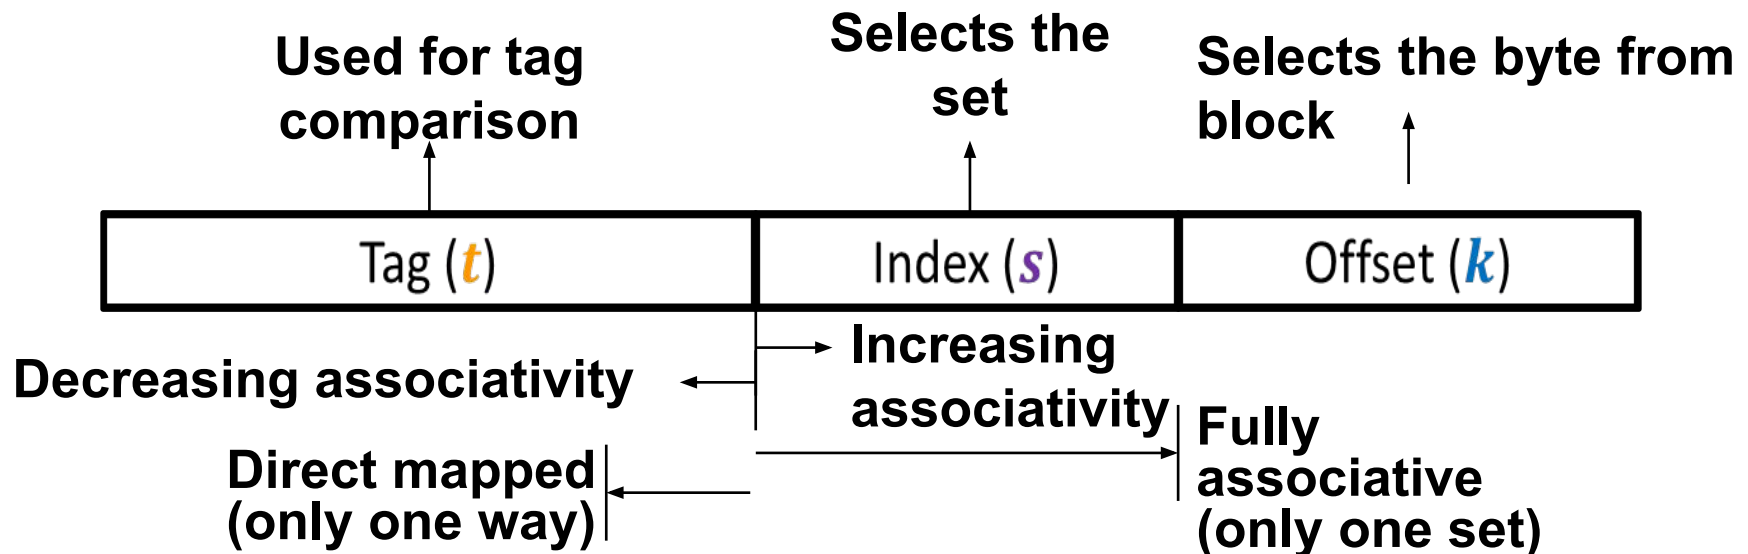 Used for tag
comparison
Selects the
set
Selects the byte from
block
Tag (t)
Index (s)
Offset (k)
Decreasing associativity
Increasing
associativity
Direct mapped
(only one way)
Fully
associative
(only one set)